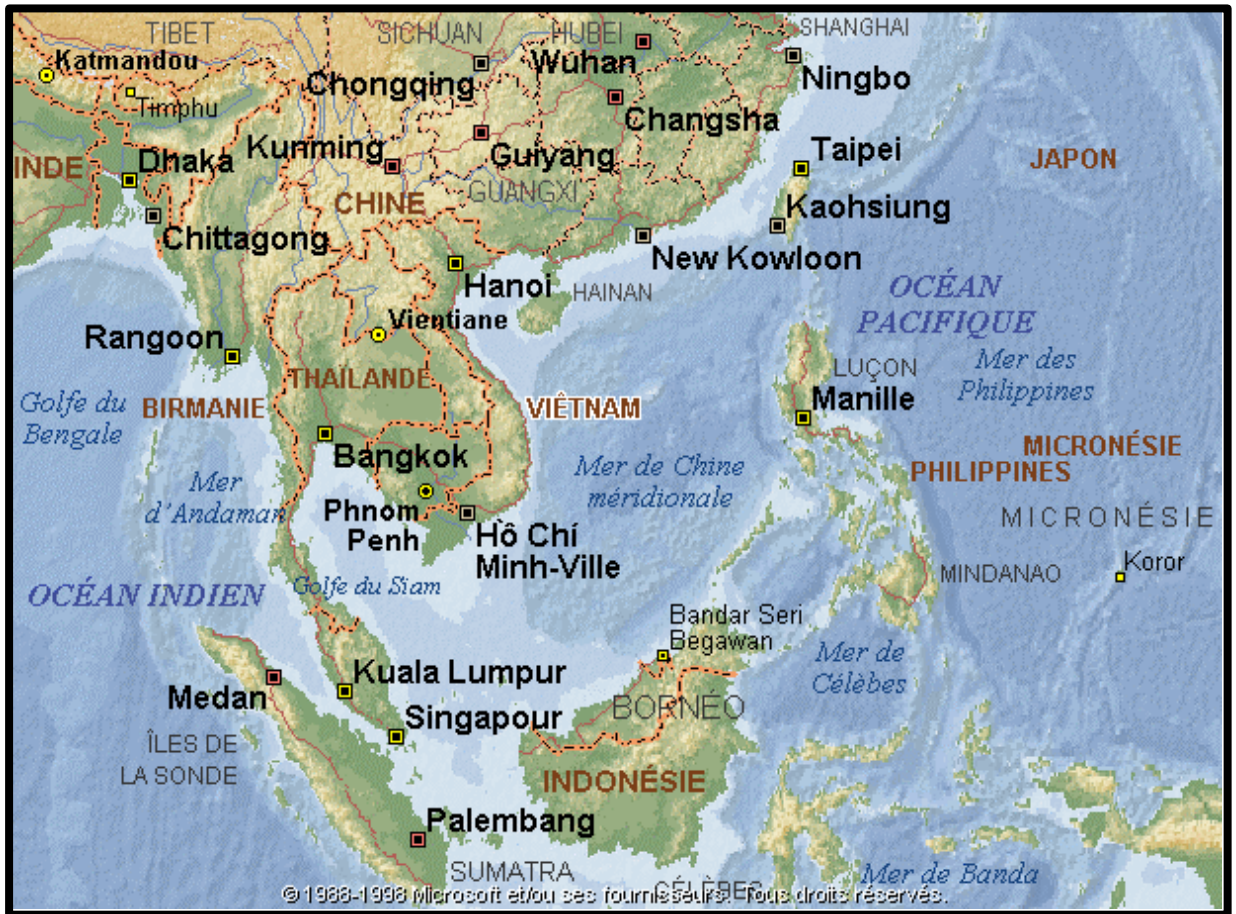 TIBET
SICHUAN
HUBEI
SHANGHAI
Katmandou
Wuhan
Chongqing
Ningbo
Timphu
Changsha
Dhaka
Kunming
Guiyang
Taipei
JAPON
INDE
GUANGXI
CHINE
Kaohsiung
Chittagong
New Kowloon
Hanoi
HAINAN
OCÉAN
PACIFIQUE
Vientiane
Rangoon
THAÏLANDE
LUÇON
Mer des
Philippines
Golfe du
Bengale
BIRMANIE
VIÊTNAM
Manille
Bangkok
MICRONÉSIE
PHILIPPINES
Mer de Chine
méridionale
Mer
d'Andaman
Phnom
Penh
Hô Chí
Minh-Ville
MICRONÉSIE
Koror
MINDANAO
Golfe du Siam
OCÉAN INDIEN
Bandar Seri
Begawan
Mer de
Célèbes
Kuala Lumpur
Medan
BORNÉO
Singapour
ÎLES DE
LA SONDE
INDONÉSIE
Palembang
SUMATRA
Mer de Banda
CÉLÈBES
© 1988-1998 Microsoft et/ou ses fournisseurs. Tous droits réservés.